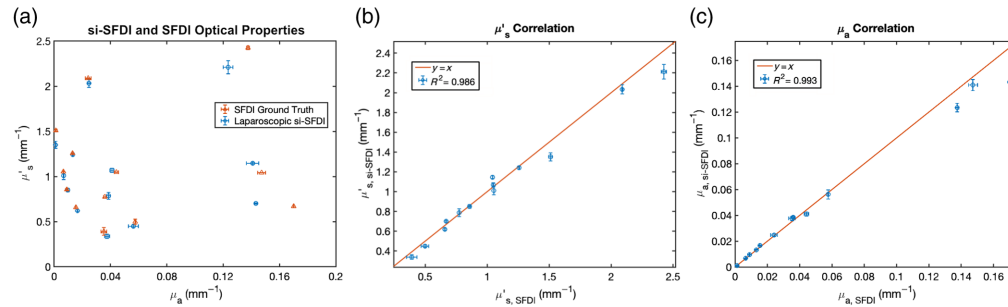 (a)
si-SFDI and SFDI Optical Properties
2.5
2
1.5
1
0.5
0
μ's (mm⁻¹)
SFDI Ground Truth
Laparoscopic si-SFDI
0 0.04 0.08 0.12 0.16 0.2
μa (mm⁻¹)
(b)
μ's Correlation
2.4
2.2
2
1.8
1.6
1.4
1.2
1
0.8
0.6
0.4
μ's, si-SFDI (mm⁻¹)
y = x
R² = 0.986
0.5 1 1.5 2 2.5
μ's, SFDI (mm⁻¹)
(c)
μa Correlation
0.16
0.14
0.12
0.1
0.08
0.06
0.04
0.02
0
μa, si-SFDI (mm⁻¹)
y = x
R² = 0.993
0 0.02 0.04 0.06 0.08 0.1 0.12 0.14 0.16
μa, SFDI (mm⁻¹)